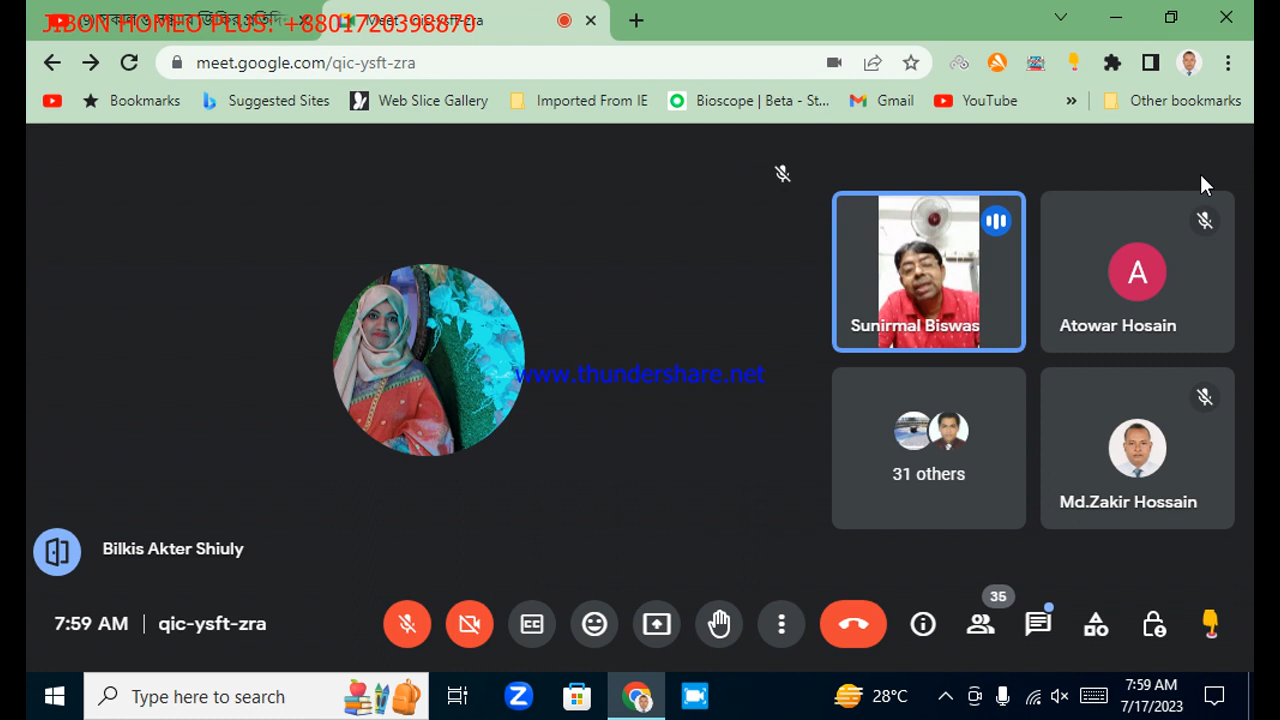 JIBON HOMEO PLUS: +8801720398870
meet.google.com/qic-ysft-zra
Bookmarks
Suggested Sites
Web Slice Gallery
Imported From IE
Bioscope | Beta - St...
Gmail
YouTube
»
Other bookmarks
Sunirmal Biswas
A
Atowar Hosain
www.thundershare.net
31 others
Md.Zakir Hossain
Bilkis Akter Shiuly
35
7:59 AM | qic-ysft-zra
CC
Type here to search
28°C
7:59 AM
7/17/2023